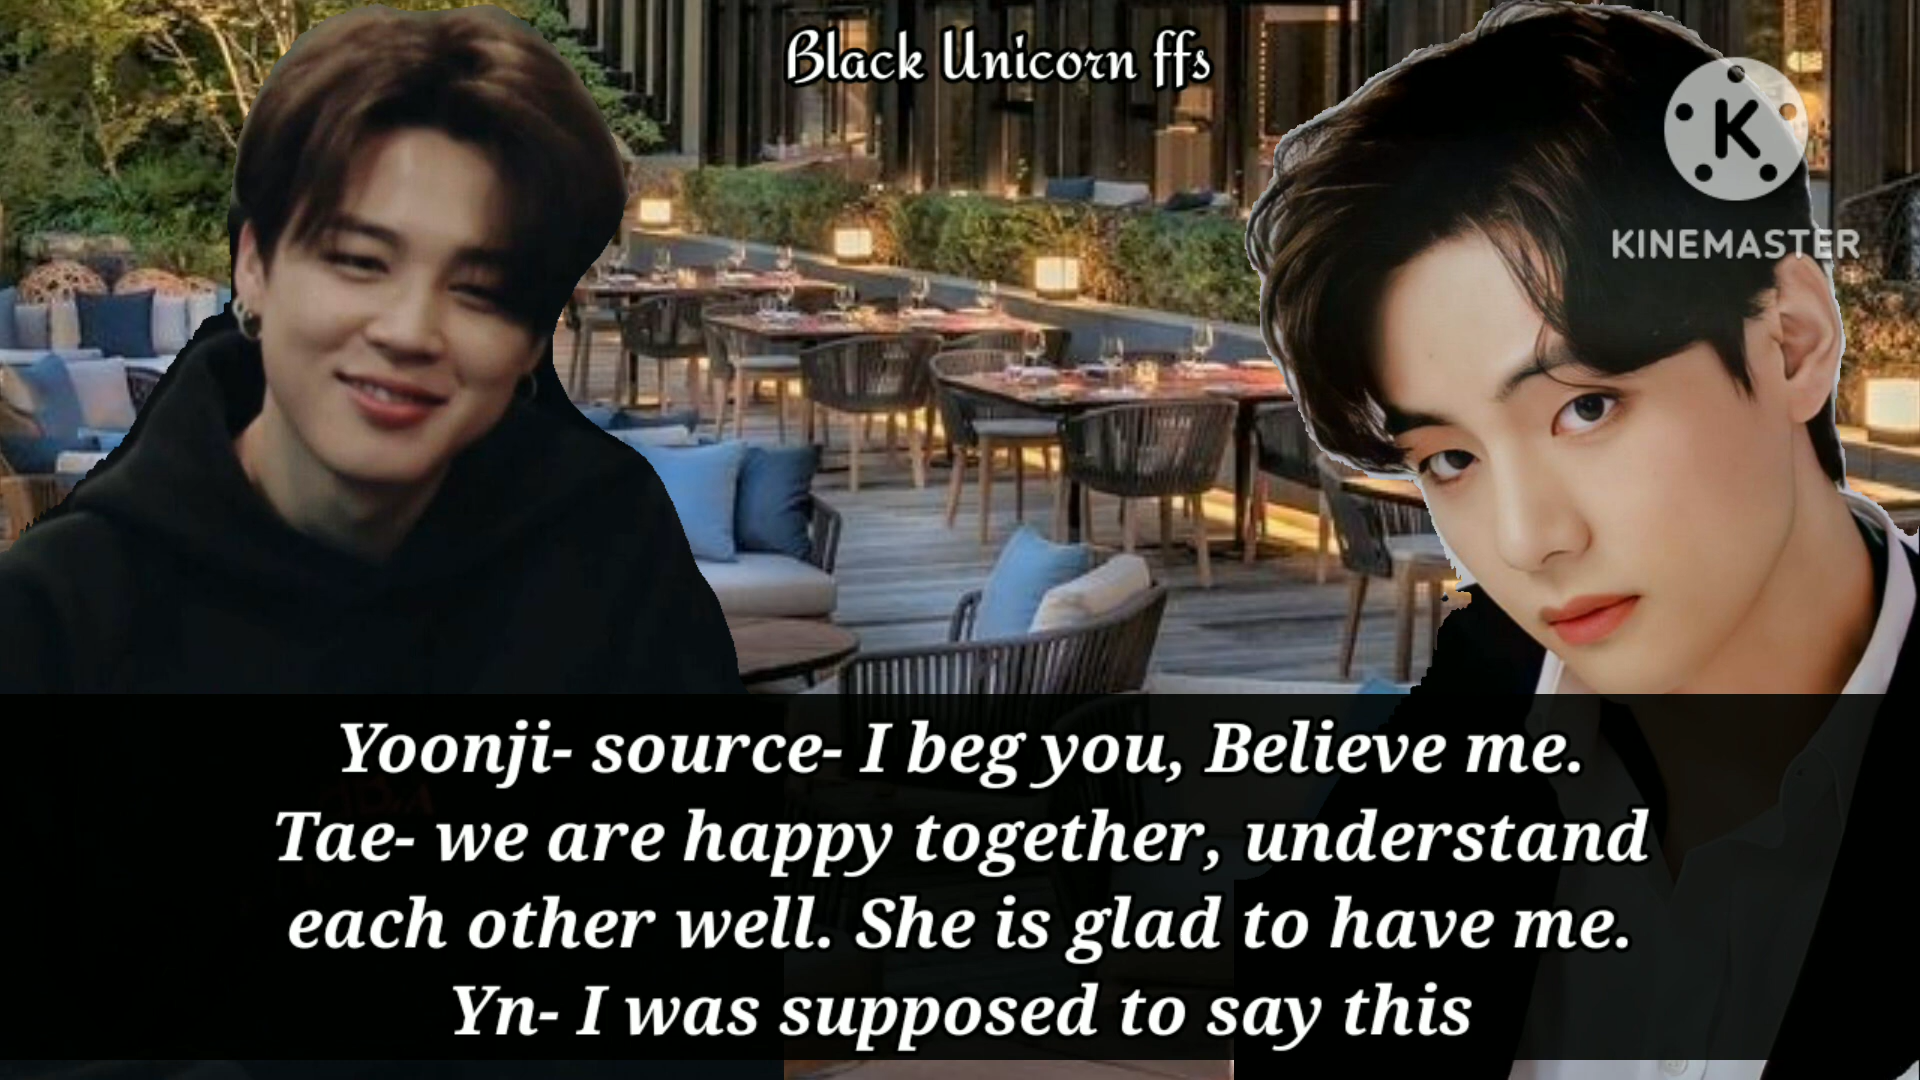 Black Unicorn ffs
K
KINEMASTER
Yoonji- source- I beg you, Believe me.
Tae- we are happy together, understand
each other well. She is glad to have me.
Yn- I was supposed to say this